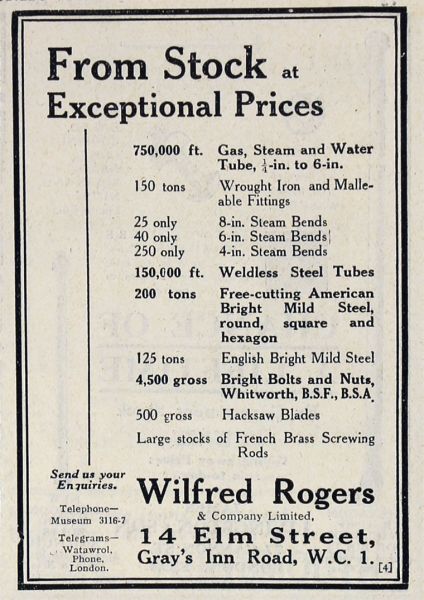 From Stock at
Exceptional Prices
750,000 ft. Gas, Steam and Water
Tube, ¼-in. to 6-in.
150 tons Wrought Iron and Malle-
able Fittings
25 only 8-in. Steam Bends
40 only 6-in. Steam Bends
250 only 4-in. Steam Bends
150,000 ft. Weldless Steel Tubes
200 tons Free-cutting American
Bright Mild Steel,
round, square and
hexagon
125 tons English Bright Mild Steel
4,500 gross Bright Bolts and Nuts,
Whitworth, B.S.F., B.S.A.
500 gross Hacksaw Blades
Large stocks of French Brass Screwing
Rods
Send us your
Enquiries.
Telephone—
Museum 3116-7
Telegrams—
Watawrol,
Phone,
London.
Wilfred Rogers
& Company Limited,
14 Elm Street,
Gray's Inn Road, W.C. 1.
[4]